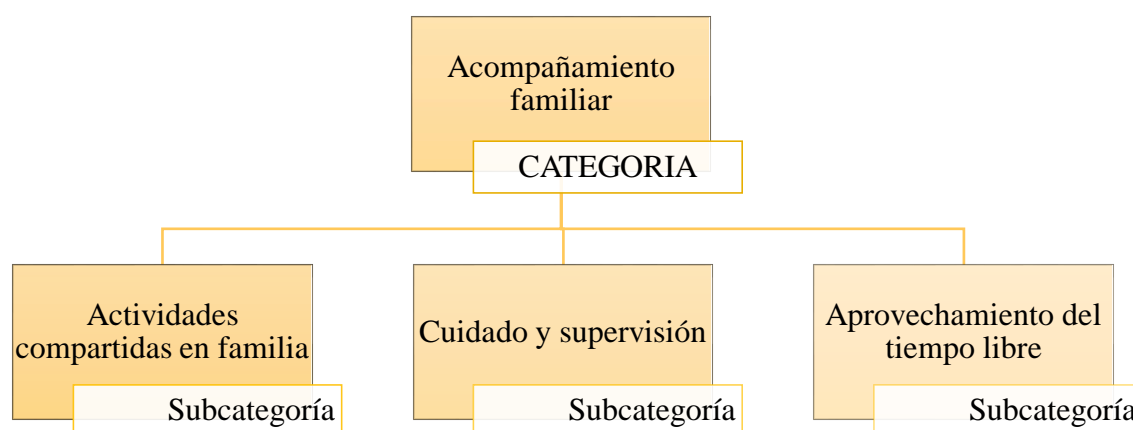 Acompañamiento
familiar
CATEGORIA
Actividades
compartidas en familia
Subcategoría
Cuidado y supervisión
Subcategoría
Aprovechamiento del
tiempo libre
Subcategoría